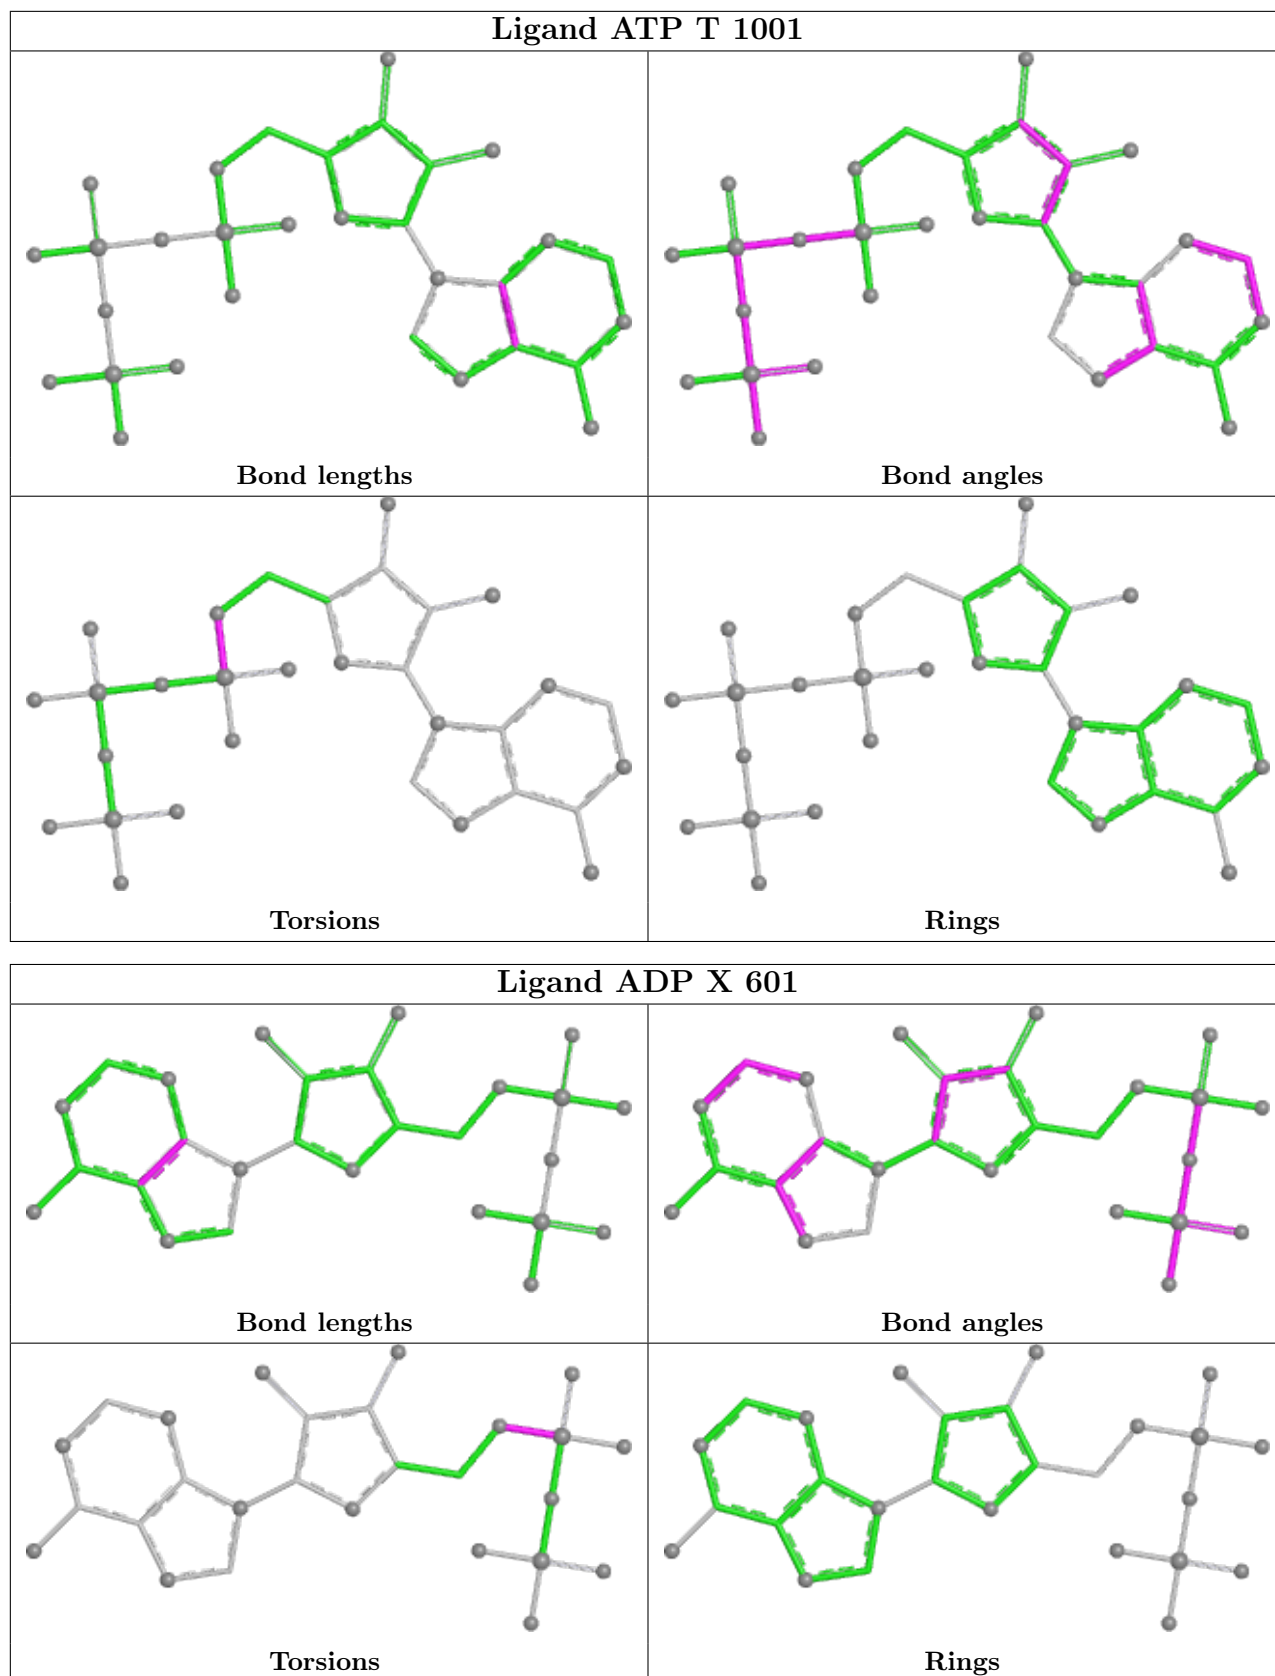 Ligand ATP T 1001
Bond lengths
Bond angles
Torsions
Rings
Ligand ADP X 601
Bond lengths
Bond angles
Torsions
Rings